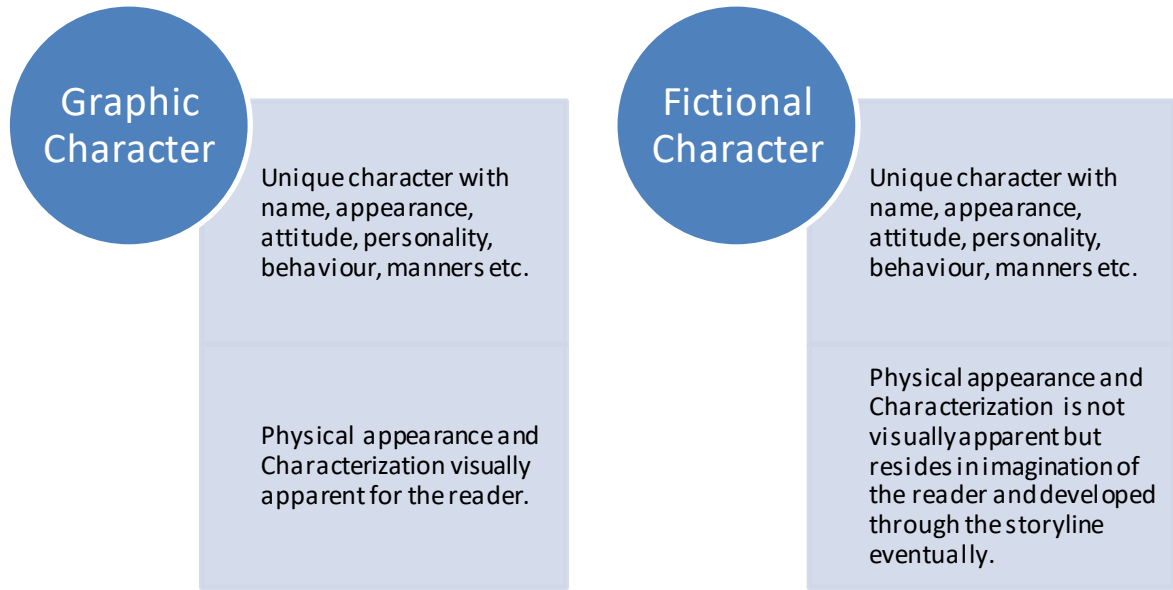 Graphic
Character
Unique character with
name, appearance,
attitude, personality,
behaviour, manners etc.
Physical appearance and
Characterization visually
apparent for the reader.
Fictional
Character
Unique character with
name, appearance,
attitude, personality,
behaviour, manners etc.
Physical appearance and
Characterization is not
visually apparent but
resides in imagination of
the reader and developed
through the storyline
eventually.